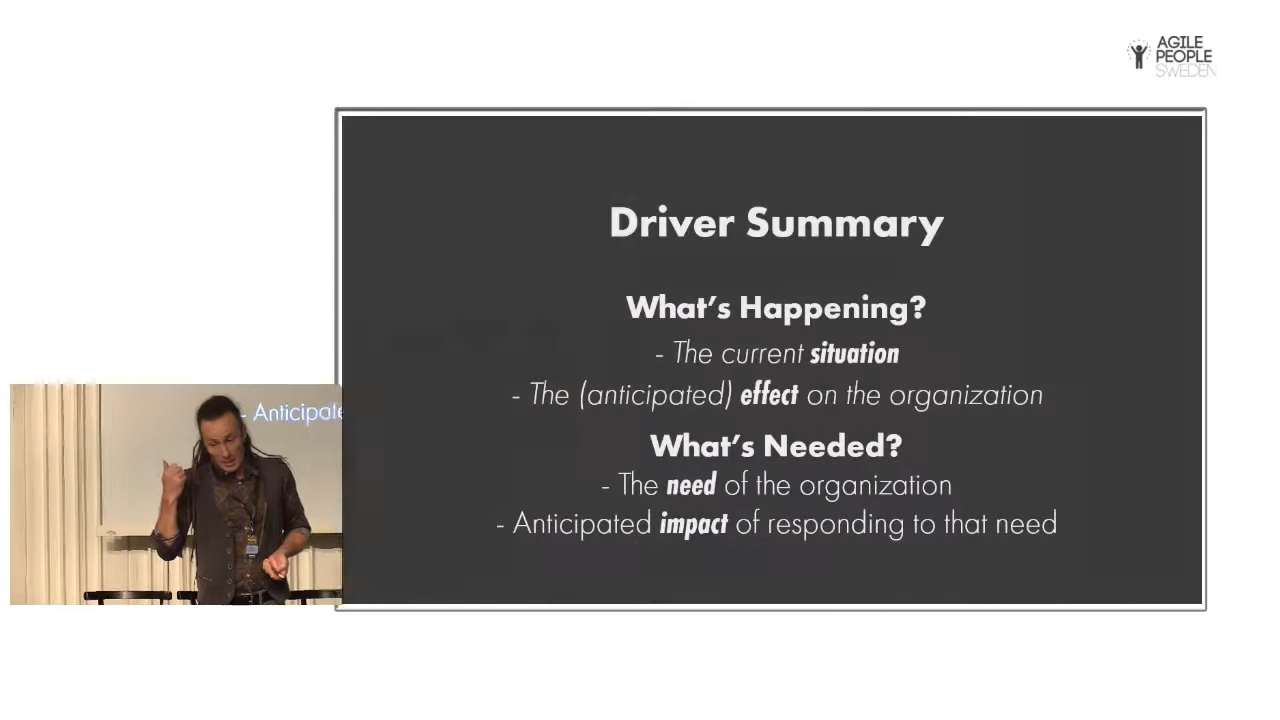 AGILE
PEOPLE
SWEDEN
Driver Summary
What's Happening?
- The current situation
- The (anticipated) effect on the organization
What's Needed?
- The need of the organization
- Anticipated impact of responding to that need
- Anticipate